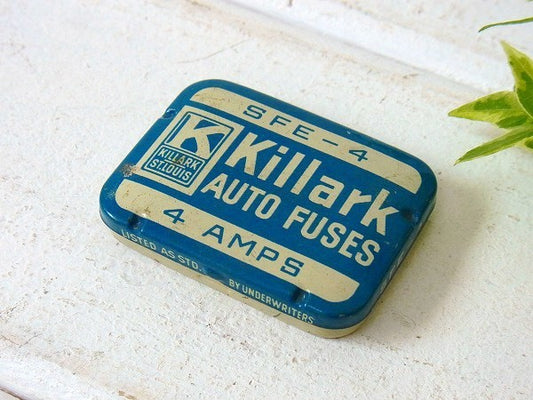 SFE-4
K
KILLARK
ST.LOUIS
Killark
AUTO FUSES
4 AMPS
LISTED AS STD. BY UNDERWRITERS